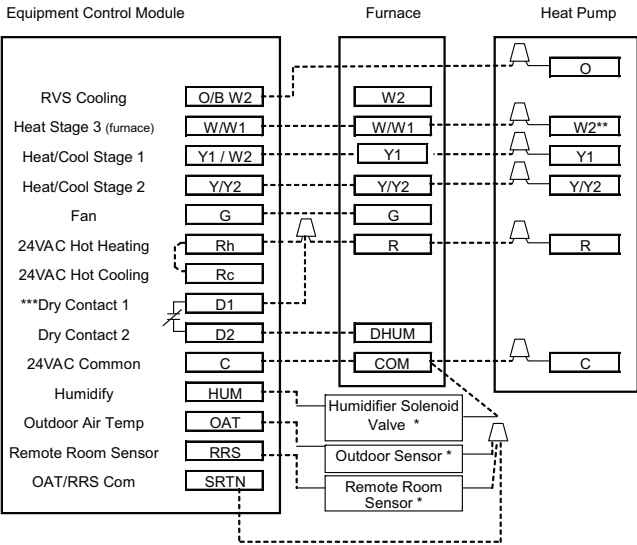 Equipment Control Module Furnace Heat Pump
O
RVS Cooling O/B W2 W2
Heat Stage 3 (furnace) W/W1 W/W1 W2**
Heat/Cool Stage 1 Y1 / W2 Y1 Y1
Heat/Cool Stage 2 Y/Y2 Y/Y2 Y/Y2
Fan G G
24VAC Hot Heating Rh R R
24VAC Hot Cooling Rc
***Dry Contact 1 D1
Dry Contact 2 D2 DHUM
24VAC Common C COM C
Humidify HUM
Humidifier Solenoid
Valve *
Outdoor Air Temp OAT
Remote Room Sensor RRS Outdoor Sensor *
OAT/RRS Com SRTN Remote Room
Sensor *